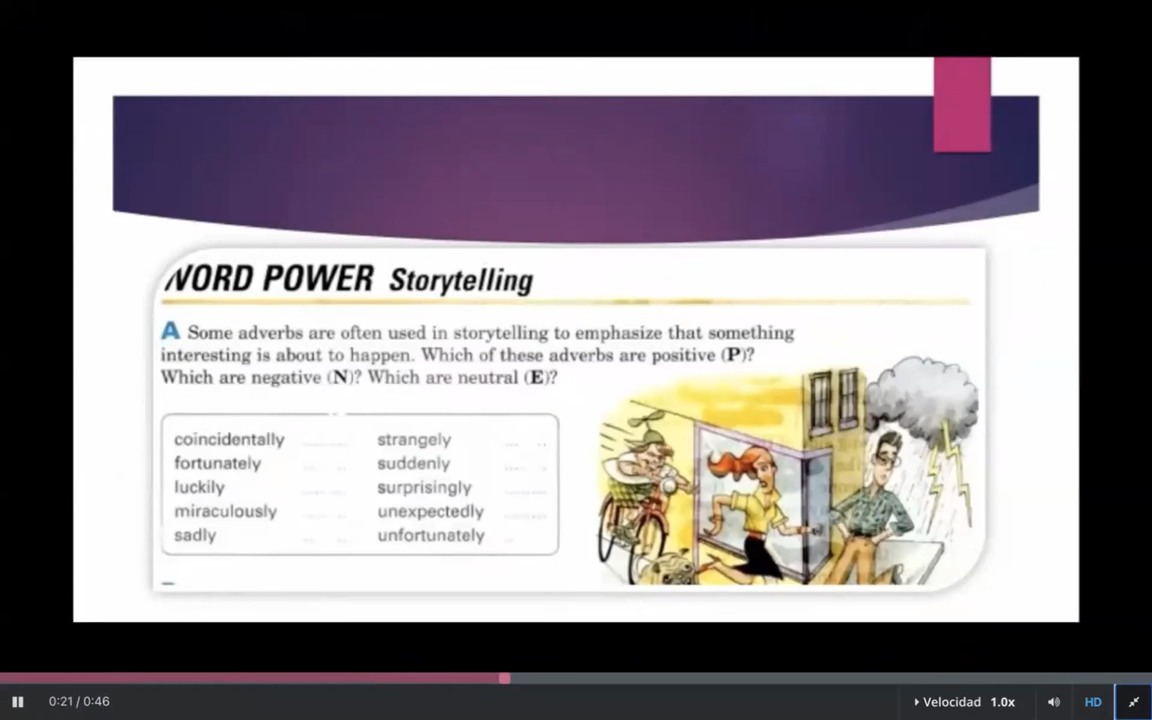 WORD POWER Storytelling
A Some adverbs are often used in storytelling to emphasize that something
interesting is about to happen. Which of these adverbs are positive (P)?
Which are negative (N)? Which are neutral (E)?
coincidentally
fortunately
luckily
miraculously
sadly
strangely
suddenly
surprisingly
unexpectedly
unfortunately
0:21 / 0:46
Velocidad 1.0x
HD